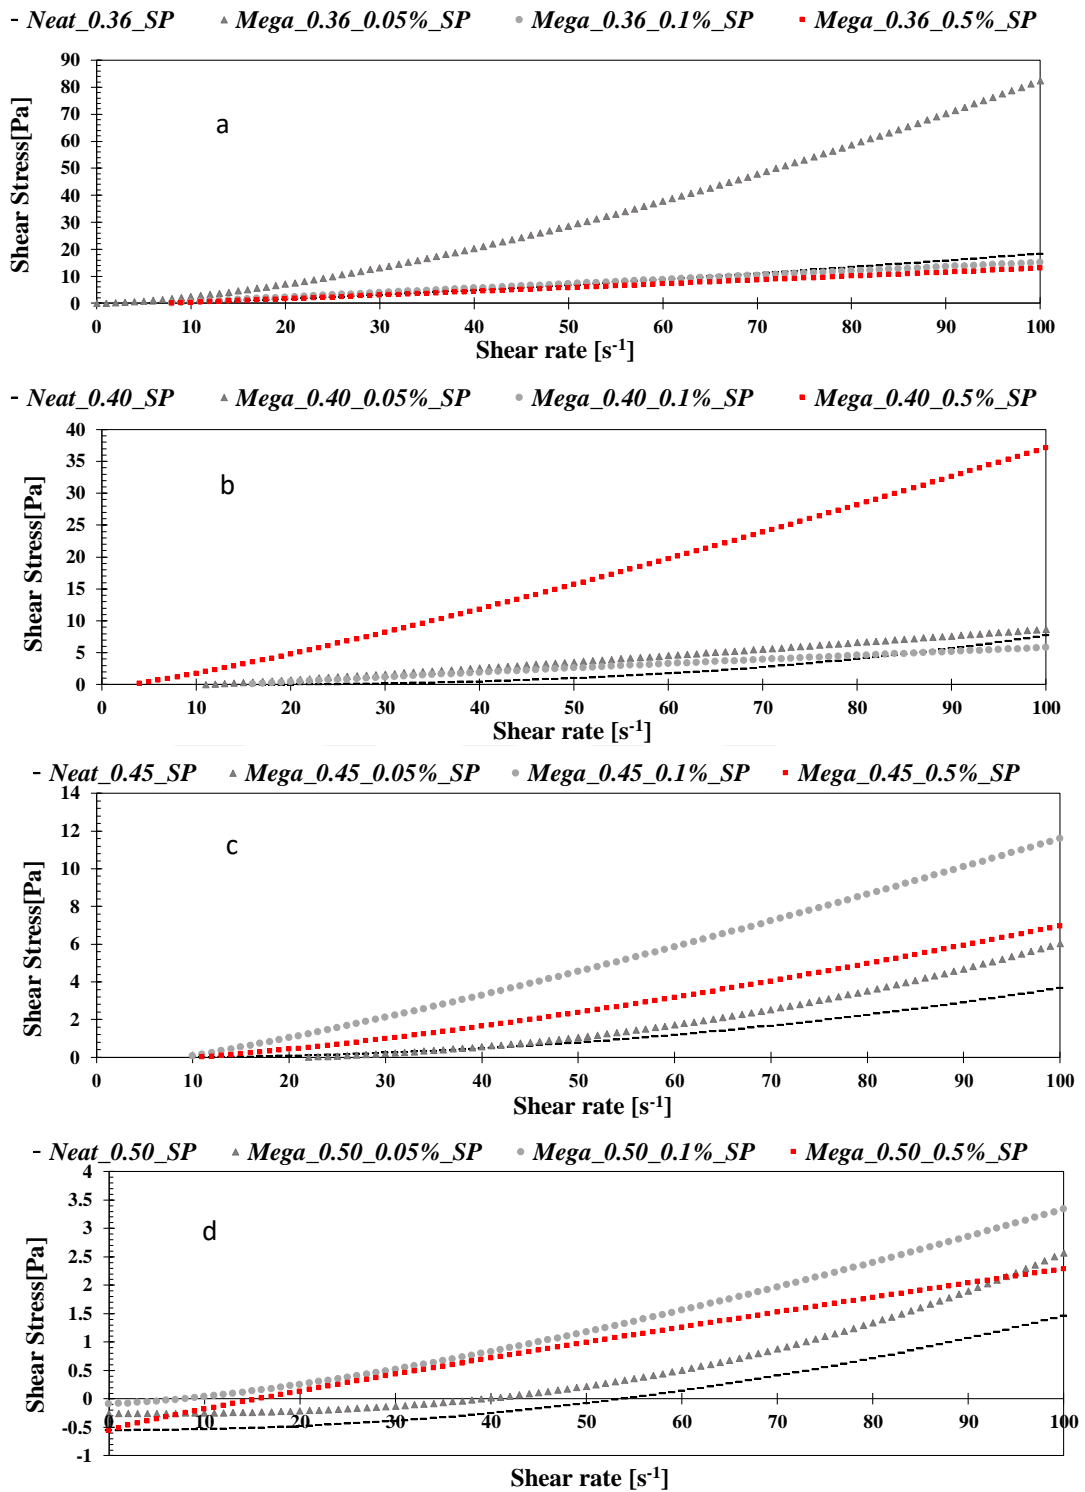 - Neat_0.36_SP Mega_0.36_0.05%_SP Mega_0.36_0.1%_SP Mega_0.36_0.5%_SP
90
80
70
60
50
40
30
20
10
0
Shear Stress[Pa]
a
0 10 20 30 40 50 60 70 80 90 100
Shear rate [s-1]
- Neat_0.40_SP Mega_0.40_0.05%_SP Mega_0.40_0.1%_SP Mega_0.40_0.5%_SP
40
35
30
25
20
15
10
5
0
Shear Stress[Pa]
b
0 10 20 30 40 50 60 70 80 90 100
Shear rate [s-1]
- Neat_0.45_SP Mega_0.45_0.05%_SP Mega_0.45_0.1%_SP Mega_0.45_0.5%_SP
14
12
10
8
6
4
2
0
Shear Stress[Pa]
c
0 10 20 30 40 50 60 70 80 90 100
Shear rate [s-1]
- Neat_0.50_SP Mega_0.50_0.05%_SP Mega_0.50_0.1%_SP Mega_0.50_0.5%_SP
4
3.5
3
2.5
2
1.5
1
0.5
0
-0.5
-1
Shear Stress[Pa]
d
0 10 20 30 40 50 60 70 80 90 100
Shear rate [s-1]